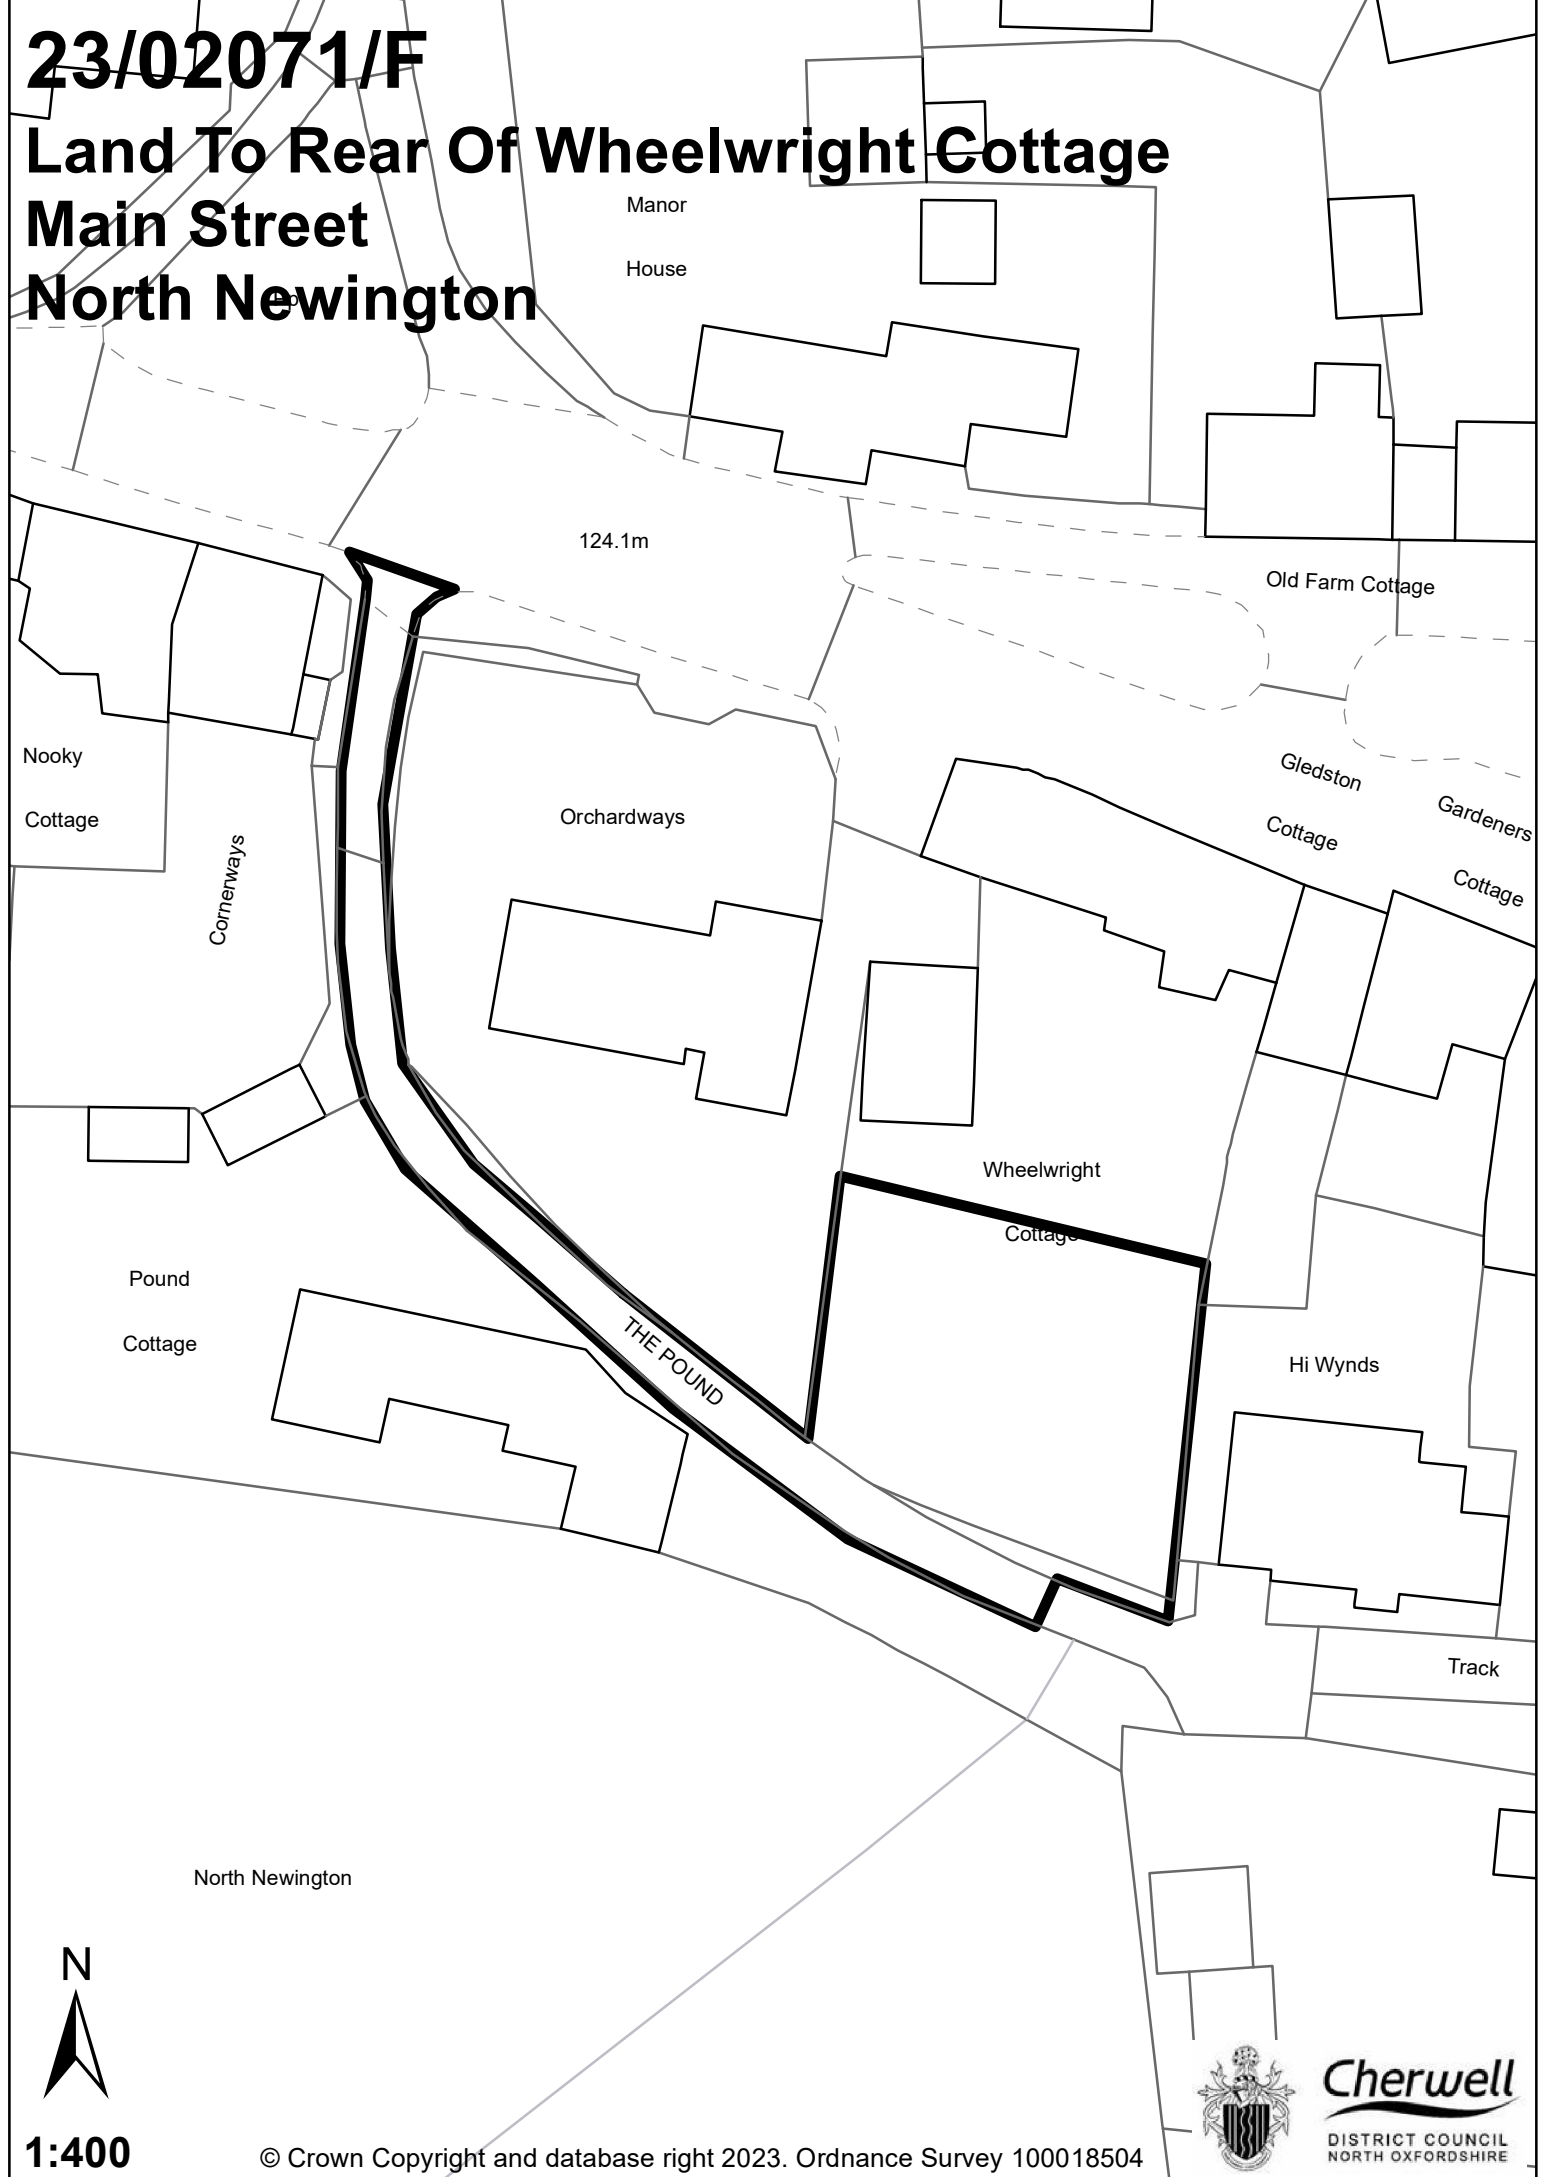 23/02071/F
Land To Rear Of Wheelwright Cottage
Main Street
North Newington
Manor
House
124.1m
Old Farm Cottage
Nooky
Cottage
Cornerways
Orchardways
Gledston
Cottage
Gardeners
Cottage
Wheelwright
Cottage
Pound
Cottage
THE POUND
Hi Wynds
Track
North Newington
N
1:400
© Crown Copyright and database right 2023. Ordnance Survey 100018504
Cherwell
DISTRICT COUNCIL
NORTH OXFORDSHIRE